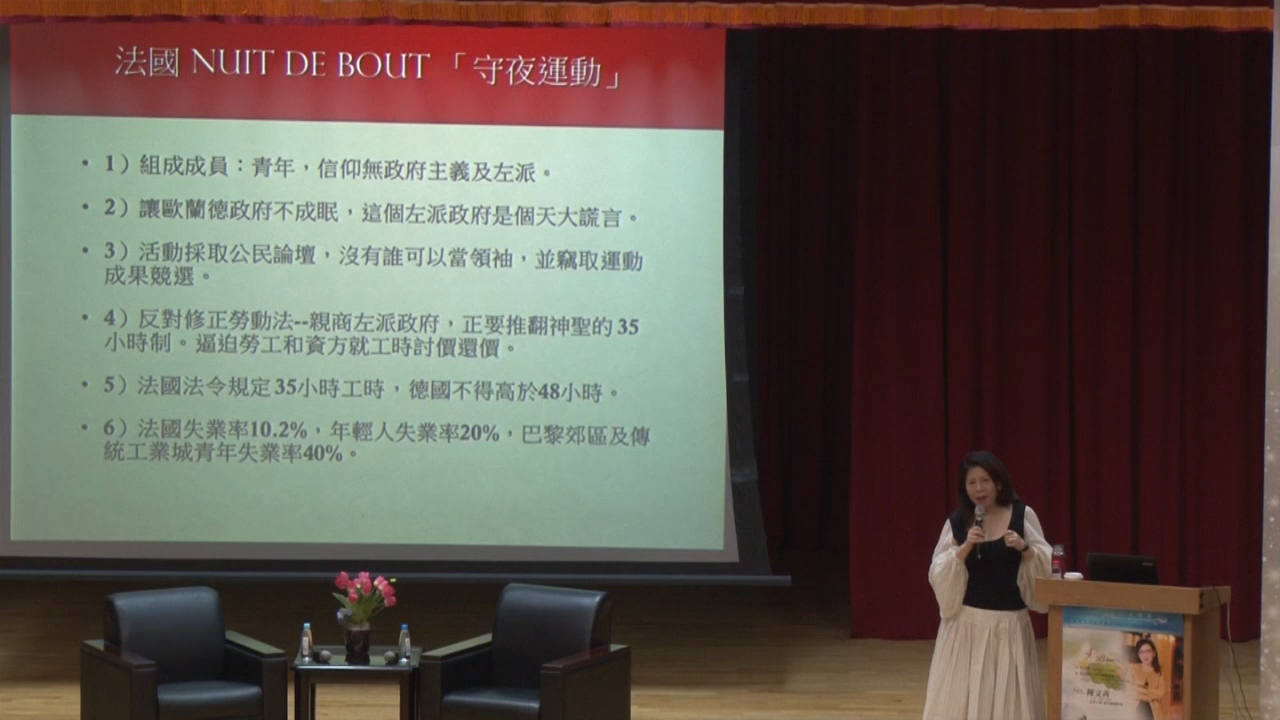 法國 NUIT DE BOUT 「守夜運動」
• 1）組成成員：青年，信仰無政府主義及左派。
• 2）讓歐蘭德政府不成眠，這個左派政府是個天大謊言。
• 3）活動採取公民論壇，沒有誰可以當領袖，並竊取運動
成果競選。
• 4）反對修正勞動法--親商左派政府，正要推翻神聖的 35
小時制。逼迫勞工和資方就工時討價還價。
• 5）法國法令規定 35小時工時，德國不得高於48小時。
• 6）法國失業率10.2%，年輕人失業率20%，巴黎郊區及傳
統工業城青年失業率40%。
陳文茜